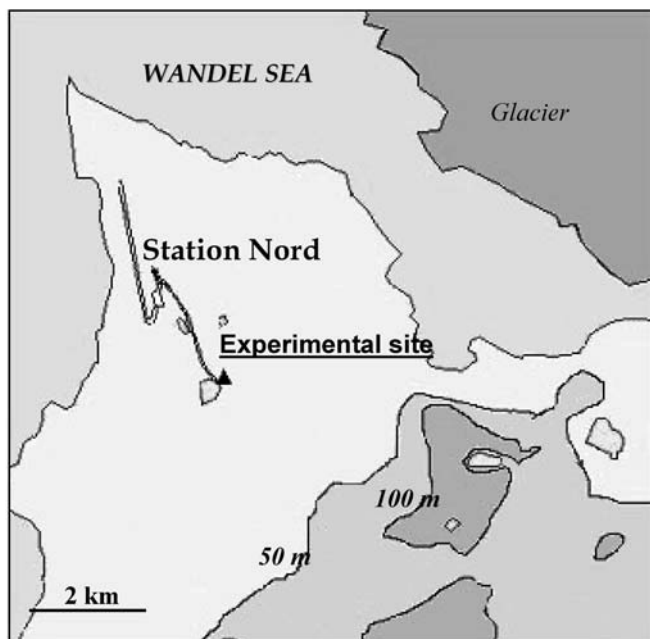 WANDEL SEA
Glacier
Station Nord
Experimental site
100 m
50 m
2 km